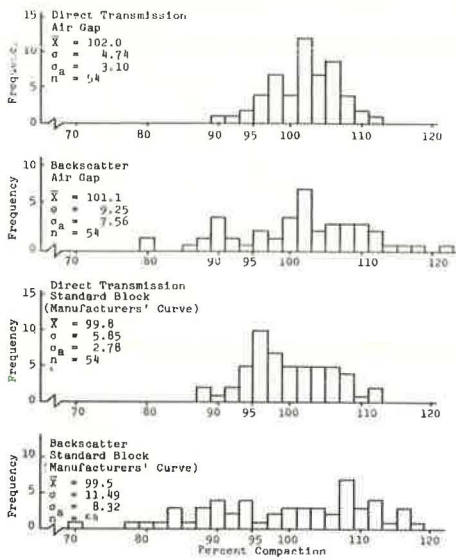 15 Direct Transmission
Air Gap
X̄ = 102.0
σ = 4.74
σa = 3.10
n = 54
10
5
0
Frequency
70 80 90 95 100 110 120
10 Backscatter
Air Gap
X̄ = 101.1
σ = 9.25
σa = 7.56
n = 54
5
0
Frequency
70 80 90 95 100 110 120
Direct Transmission
15 Standard Block
(Manufacturers' Curve)
X̄ = 99.8
σ = 5.85
σa = 2.78
n = 54
10
5
0
Frequency
70 80 90 95 100 110 120
Backscatter
10 Standard Block
(Manufacturers' Curve)
X̄ = 99.5
σ = 11.49
σa = 8.32
n =
5
0
Frequency
70 80 90 95 100 110 120
Percent Compaction